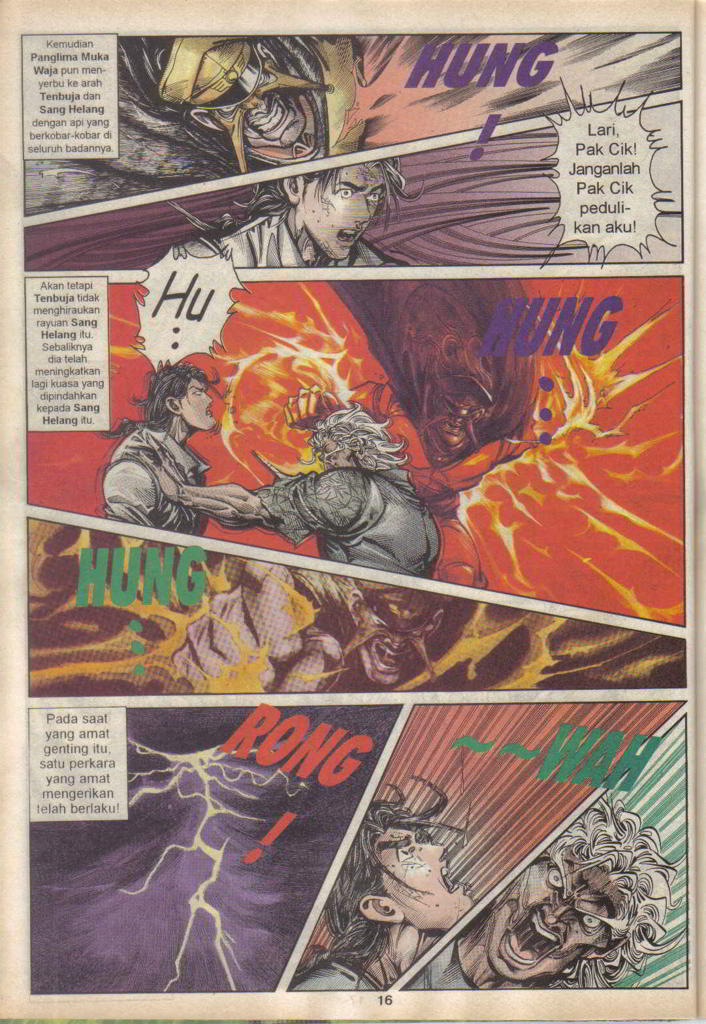 Kemudian
Panglima Muka
Waja pun men-
yerbu ke arah
Tenbuja dan
Sang Helang
dengan api yang
berkobar-kobar di
seluruh badannya.
HUNG
!
Lari,
Pak Cik!
Janganlah
Pak Cik
peduli-
kan aku!
Akan tetapi
Tenbuja tidak
menghiraukan
rayuan Sang
Helang itu.
Sebaliknya
dia telah
meningkatkan
lagi kuasa yang
dipindahkan
kepada Sang
Helang itu.
Hu
:
HUNG
...
HUNG
...
Pada saat
yang amat
genting itu,
satu perkara
yang amat
mengerikan
telah berlaku!
RONG
!
~~WAH
16